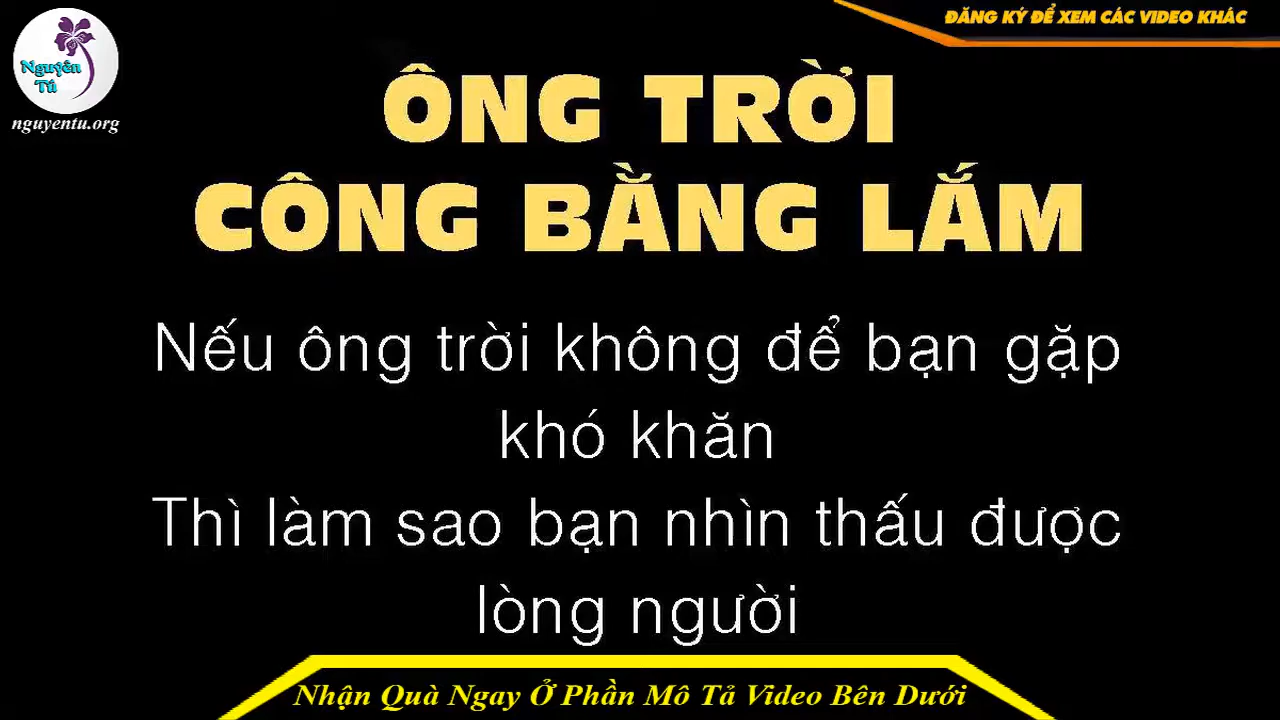 ĐĂNG KÝ ĐỂ XEM CÁC VIDEO KHÁC
Nguyên
Tú
nguyentu.org
ÔNG TRỜI
CÔNG BẰNG LẮM
Nếu ông trời không để bạn gặp
khó khăn
Thì làm sao bạn nhìn thấu được
lòng người
Nhận Quà Ngay Ở Phần Mô Tả Video Bên Dưới